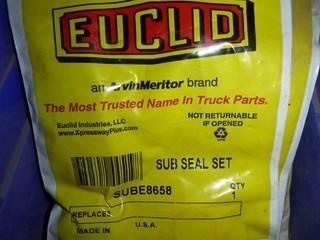 EUCLID
an ArvinMeritor brand
The Most Trusted Name In Truck Parts.
Euclid Industries, LLC
www.XpresswayPlus.com
NOT RETURNABLE
IF OPENED
SUB SEAL SET
SUBE8658
QTY
1
REPLACES
MADE IN U.S.A.